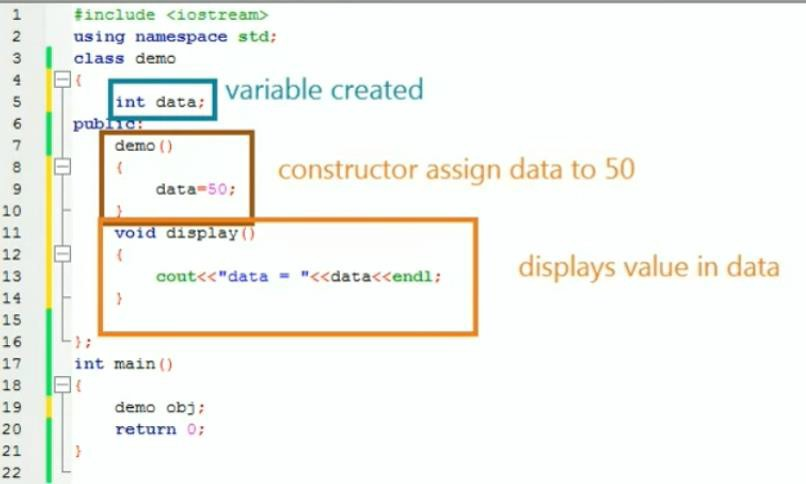 1 #include <iostream>
2 using namespace std;
3 class demo
4 {
5 int data; variable created
6 public:
7 demo()
8 { constructor assign data to 50
9 data=50;
10 }
11 void display()
12 {
13 cout<<"data = "<<data<<endl; displays value in data
14 }
15
16 };
17 int main()
18 {
19 demo obj;
20 return 0;
21 }
22